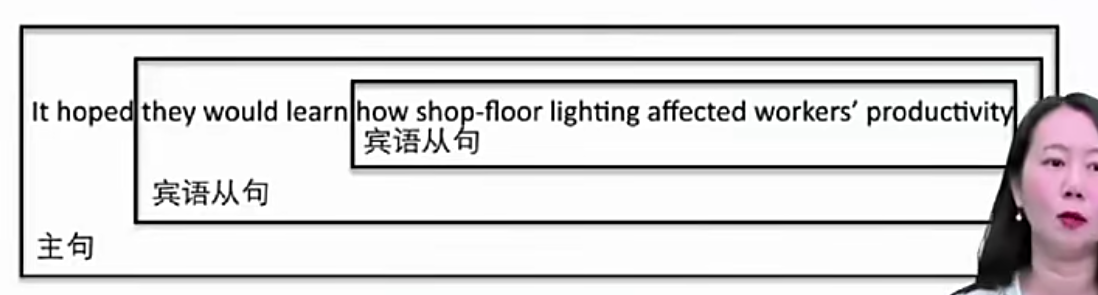 It hoped they would learn how shop-floor lighting affected workers’ productivity
宾语从句
宾语从句
主句